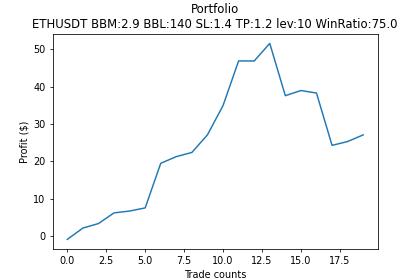 Portfolio
ETHUSDT BBM:2.9 BBL:140 SL:1.4 TP:1.2 lev:10 WinRatio:75.0
Profit ($)
50
40
30
20
10
0
0.0 2.5 5.0 7.5 10.0 12.5 15.0 17.5
Trade counts